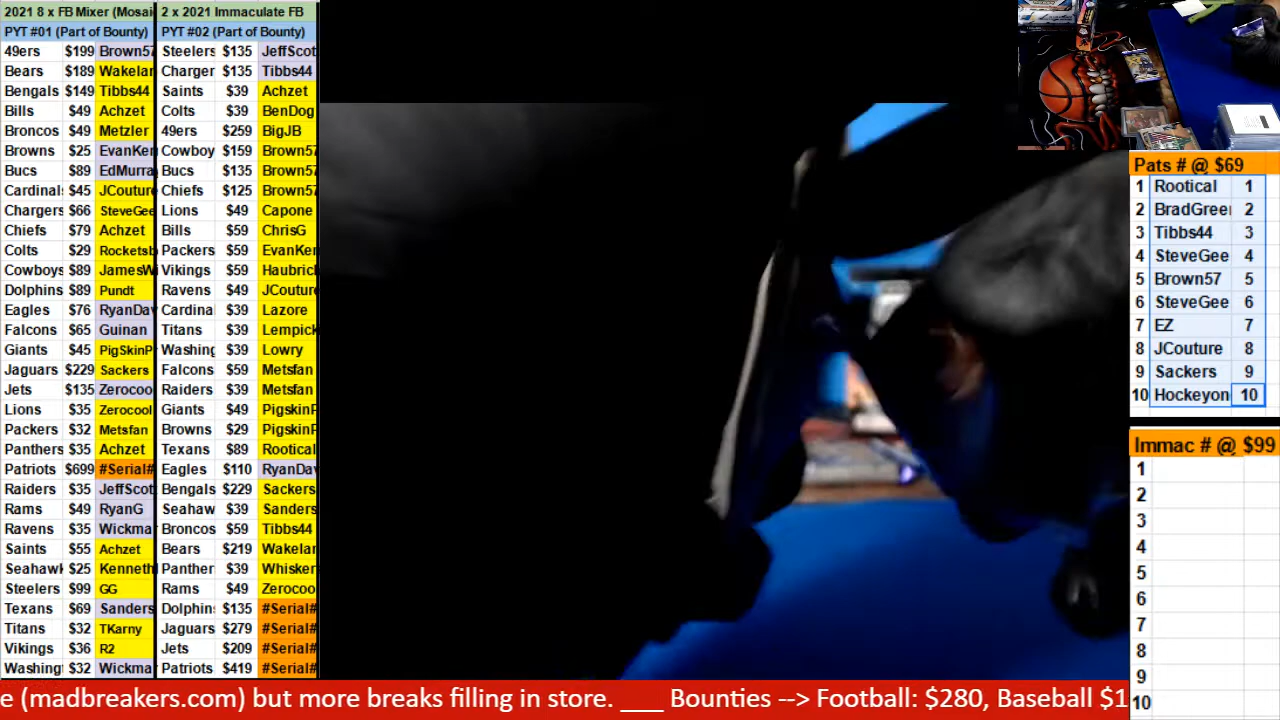 2021 8 x FB Mixer (Mosai 2 x 2021 Immaculate FB
PYT #01 (Part of Bounty) PYT #02 (Part of Bounty)
49ers $199 Brown57 Steelers $135 JeffScot
Bears $189 Wakelan Charger $135 Tibbs44
Bengals $149 Tibbs44 Saints $39 Achzet
Bills $49 Achzet Colts $39 BenDog
Broncos $49 Metzler 49ers $259 BigJB
Browns $25 EvanKen Cowboy $159 Brown57
Bucs $89 EdMurra Bucs $135 Brown57
Cardinals $45 JCouture Chiefs $125 Brown57
Chargers $66 SteveGee Lions $49 Capone
Chiefs $79 Achzet Bills $59 ChrisG
Colts $29 Rocketsb Packers $59 EvanKen
Cowboys $89 JamesW Vikings $59 Haubrich
Dolphins $89 Pundt Ravens $49 JCouture
Eagles $76 RyanDav Cardinal $39 Lazore
Falcons $65 Guinan Titans $39 Lempick
Giants $45 PigSkinP Washing $39 Lowry
Jaguars $229 Sackers Falcons $59 Metsfan
Jets $135 Zerocool Raiders $39 Metsfan
Lions $35 Zerocool Giants $49 PigskinP
Packers $32 Metsfan Browns $29 PigskinP
Panthers $35 Achzet Texans $89 Rootical
Patriots $699 #Serial# Eagles $110 RyanDav
Raiders $35 JeffScot Bengals $229 Sackers
Rams $49 RyanG Seahaw $39 Sanders
Ravens $35 Wickma Broncos $59 Tibbs44
Saints $55 Achzet Bears $219 Wakelan
Seahawk $25 Kenneth Panther $39 Whisker
Steelers $99 GG Rams $49 Zerocoo
Texans $69 Sanders Dolphins $135 #Serial#
Titans $32 TKarny Jaguars $279 #Serial#
Vikings $36 R2 Jets $209 #Serial#
Washing $32 Wickma Patriots $419 #Serial#
Pats # @ $69
1 Rootical 1
2 BradGree 2
3 Tibbs44 3
4 SteveGee 4
5 Brown57 5
6 SteveGee 6
7 EZ 7
8 JCouture 8
9 Sackers 9
10 Hockeyon 10
Immac # @ $99
1
2
3
4
5
6
7
8
9
10
e (madbreakers.com) but more breaks filling in store. ___ Bounties --> Football: $280, Baseball $1